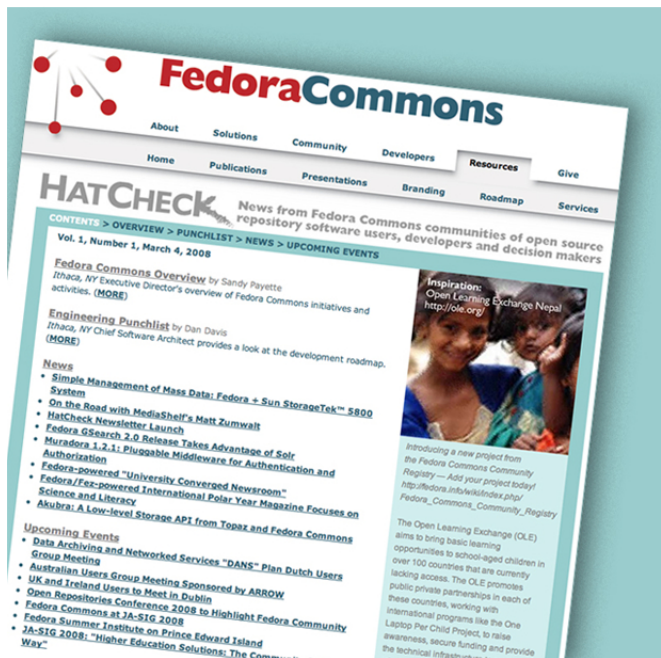 FedoraCommons
About Solutions Community Developers Resources Give
Home Publications Presentations Branding Roadmap Services
HATCHECK
News from Fedora Commons communities of open source
repository software users, developers and decision makers
CONTENTS > OVERVIEW > PUNCHLIST > NEWS > UPCOMING EVENTS
Vol. 1, Number 1, March 4, 2008
Fedora Commons Overview by Sandy Payette
Ithaca, NY Executive Director's overview of Fedora Commons initiatives and
activities. (MORE)
Engineering Punchlist by Dan Davis
Ithaca, NY Chief Software Architect provides a look at the development roadmap.
(MORE)
News
• Simple Management of Mass Data: Fedora + Sun StorageTek™ 5800
System
• On the Road with MediaShelf's Matt Zumwalt
• HatCheck Newsletter Launch
• Fedora GSearch 2.0 Release Takes Advantage of Solr
• Muradora 1.2.1: Pluggable Middleware for Authentication and
Authorization
• Fedora-powered "University Converged Newsroom"
• Fedora/Fez-powered International Polar Year Magazine Focuses on
Science and Literacy
• Akubra: A Low-level Storage API from Topaz and Fedora Commons
Upcoming Events
• Data Archiving and Networked Services "DANS" Plan Dutch Users
Group Meeting
• Australian Users Group Meeting Sponsored by ARROW
• UK and Ireland Users to Meet in Dublin
• Open Repositories Conference 2008 to Highlight Fedora Community
• Fedora Commons at JA-SIG 2008
• Fedora Summer Institute on Prince Edward Island
• JA-SIG 2008: "Higher Education Solutions: The
Way"
Inspiration:
Open Learning Exchange Nepal
http://ole.org/
Introducing a new project from
the Fedora Commons Community
Registry — Add your project today!
http://fedora.info/wiki/index.php/
Fedora_Commons_Community_Registry
The Open Learning Exchange (OLE)
aims to bring basic learning
opportunities to school-aged children in
over 100 countries that are currently
lacking access. The OLE promotes
public private partnerships in each of
these countries, working with
international programs like the One
Laptop Per Child Project, to raise
awareness, secure funding and provide
the technical